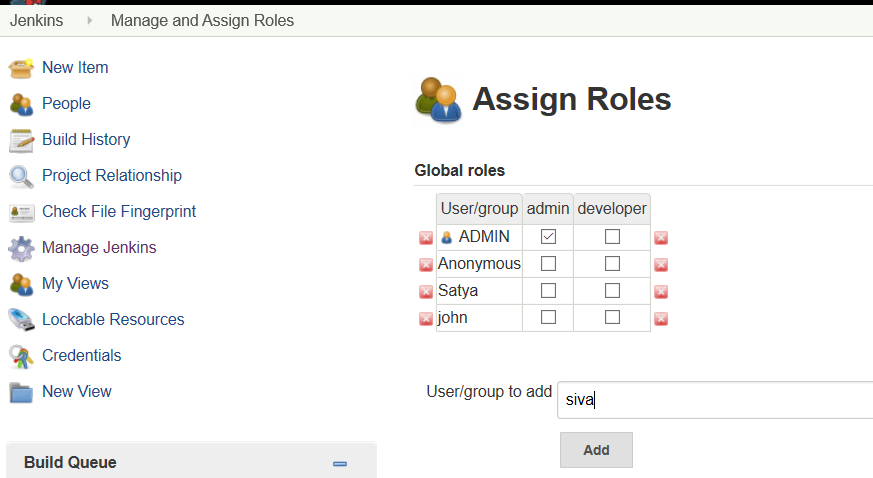 Jenkins Manage and Assign Roles
New Item
People
Build History
Project Relationship
Check File Fingerprint
Manage Jenkins
My Views
Lockable Resources
Credentials
New View
Build Queue
Assign Roles
Global roles
User/group admin developer
ADMIN
Anonymous
Satya
john
User/group to add siva
Add